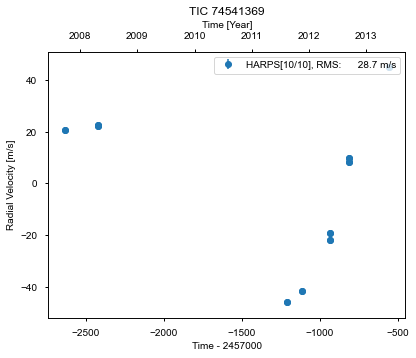 TIC 74541369
Time [Year]
2008 2009 2010 2011 2012 2013
HARPS[10/10], RMS: 28.7 m/s
Radial Velocity [m/s]
40
20
0
−20
−40
−2500 −2000 −1500 −1000 −500
Time - 2457000